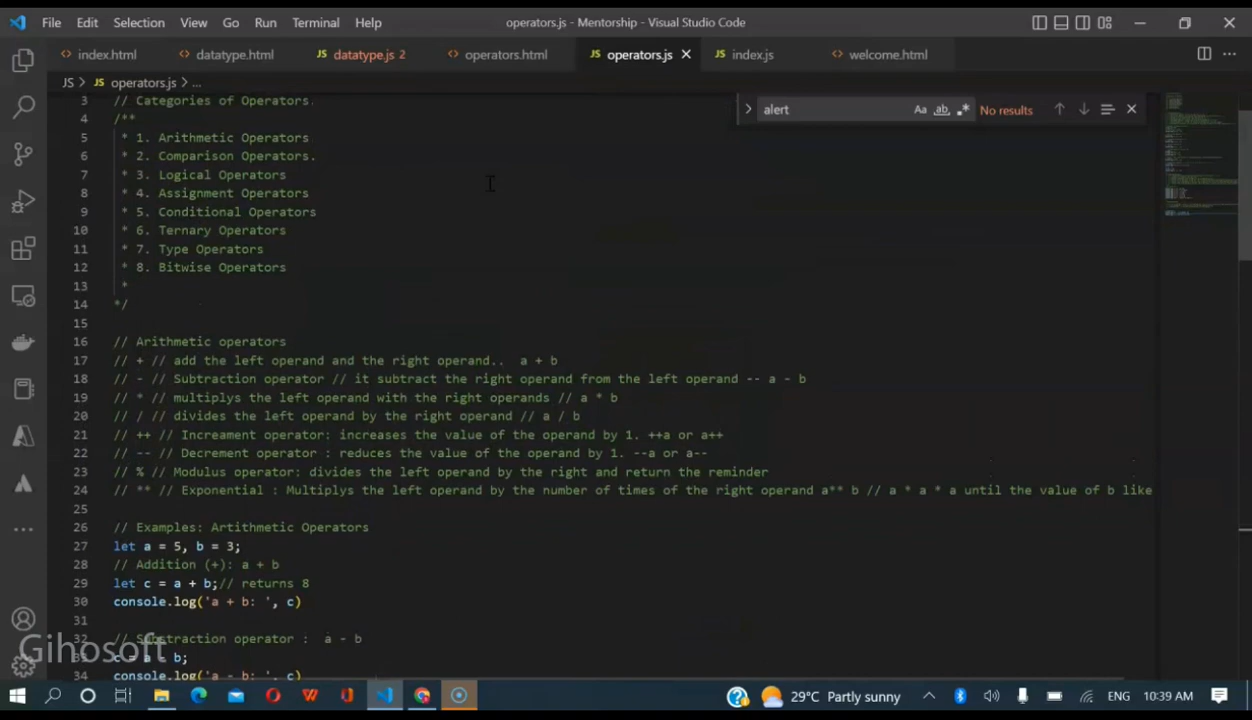 File Edit Selection View Go Run Terminal Help operators.js - Mentorship - Visual Studio Code
index.html datatype.html datatype.js 2 operators.html operators.js index.js welcome.html
JS > operators.js > ...
alert Aa ab No results
3 // Categories of Operators.
4 /**
5 * 1. Arithmetic Operators
6 * 2. Comparison Operators.
7 * 3. Logical Operators
8 * 4. Assignment Operators
9 * 5. Conditional Operators
10 * 6. Ternary Operators
11 * 7. Type Operators
12 * 8. Bitwise Operators
13 *
14 */
15
16 // Arithmetic operators
17 // + // add the left operand and the right operand.. a + b
18 // - // Subtraction operator // it subtract the right operand from the left operand -- a - b
19 // * // multiplys the left operand with the right operands // a * b
20 // / // divides the left operand by the right operand // a / b
21 // ++ // Increament operator: increases the value of the operand by 1. ++a or a++
22 // -- // Decrement operator : reduces the value of the operand by 1. --a or a--
23 // % // Modulus operator: divides the left operand by the right and return the reminder
24 // ** // Exponential : Multiplys the left operand by the number of times of the right operand a** b // a * a * a until the value of b like
25
26 // Examples: Artithmetic Operators
27 let a = 5, b = 3;
28 // Addition (+): a + b
29 let c = a + b;// returns 8
30 console.log('a + b: ', c)
31
32 // Subtraction operator : a - b
33 c = a - b;
34 console.log('a - b: ', c)
Gihosoft
29°C Partly sunny ENG 10:39 AM